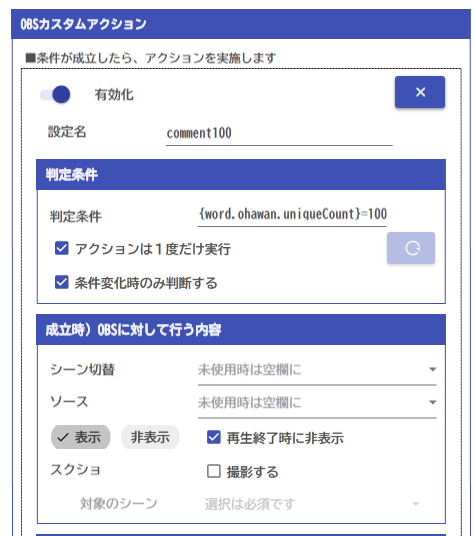 OBSカスタムアクション
■条件が成立したら、アクションを実施します
有効化
×
設定名 comment100
判定条件
判定条件 {word.ohawan.uniqueCount}=100
アクションは1度だけ実行
条件変化時のみ判断する
成立時) OBSに対して行う内容
シーン切替 未使用時は空欄に
ソース 未使用時は空欄に
✓ 表示 非表示 再生終了時に非表示
スクショ 撮影する
対象のシーン 選択は必須です